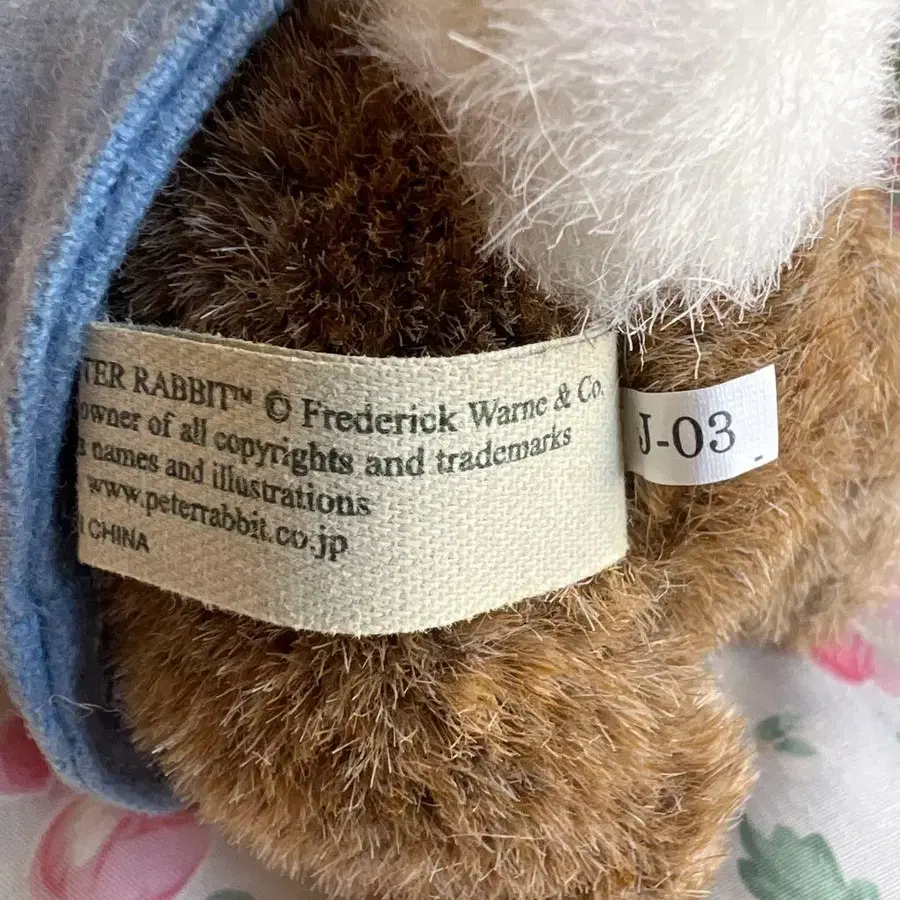 TER RABBIT™ © Frederick Warne & Co.
owner of all copyrights and trademarks
names and illustrations
www.peterrabbit.co.jp
CHINA
J-03